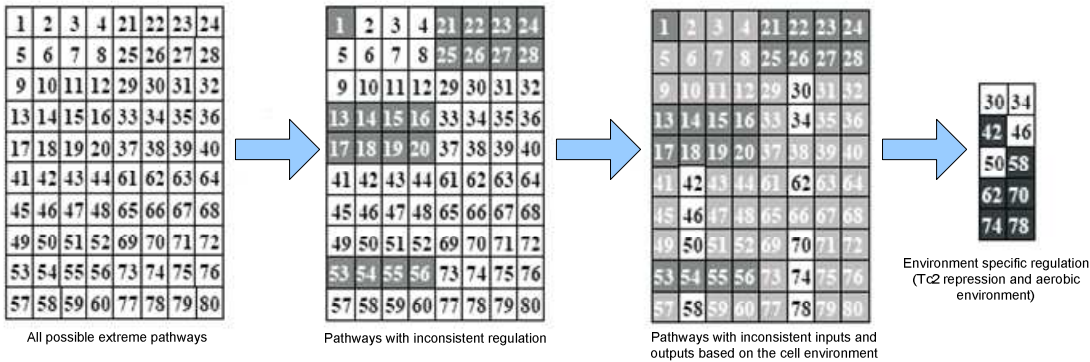 1 2 3 4 21 22 23 24
5 6 7 8 25 26 27 28
9 10 11 12 29 30 31 32
13 14 15 16 33 34 35 36
17 18 19 20 37 38 39 40
41 42 43 44 61 62 63 64
45 46 47 48 65 66 67 68
49 50 51 52 69 70 71 72
53 54 55 56 73 74 75 76
57 58 59 60 77 78 79 80
All possible extreme pathways
1 2 3 4 21 22 23 24
5 6 7 8 25 26 27 28
9 10 11 12 29 30 31 32
13 14 15 16 33 34 35 36
17 18 19 20 37 38 39 40
41 42 43 44 61 62 63 64
45 46 47 48 65 66 67 68
49 50 51 52 69 70 71 72
53 54 55 56 73 74 75 76
57 58 59 60 77 78 79 80
Pathways with inconsistent regulation
1 2 3 4 21 22 23 24
5 6 7 8 25 26 27 28
9 10 11 12 29 30 31 32
13 14 15 16 33 34 35 36
17 18 19 20 37 38 39 40
41 42 43 44 61 62 63 64
45 46 47 48 65 66 67 68
49 50 51 52 69 70 71 72
53 54 55 56 73 74 75 76
57 58 59 60 77 78 79 80
Pathways with inconsistent inputs and
outputs based on the cell environment
30 34
42 46
50 58
62 70
74 78
Environment specific regulation
(Tc2 repression and aerobic
environment)